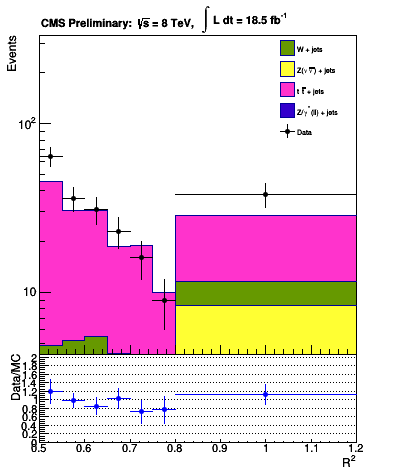 CMS Preliminary: √s = 8 TeV, ∫ L dt = 18.5 fb⁻¹
Events
W + jets
Z(ν ν̅) + jets
t t̅ + jets
Z/γ*(ll) + jets
Data
10²
10
Data/MC
2
1.8
1.6
1.4
1.2
1
0.8
0.6
0.4
0.2
0
0.5 0.6 0.7 0.8 0.9 1 1.1 1.2
R²